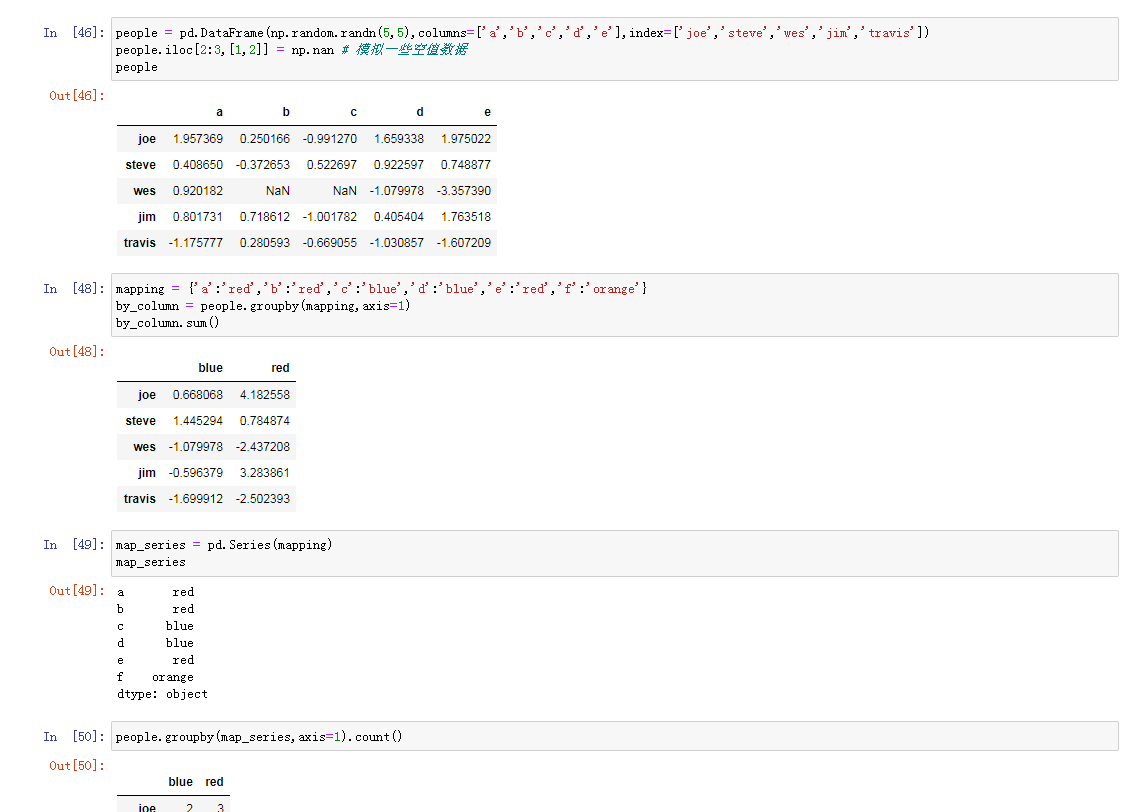 In [46]: people = pd.DataFrame(np.random.randn(5,5),columns=['a','b','c','d','e'],index=['joe','steve','wes','jim','travis'])
people.iloc[2:3,[1,2]] = np.nan # 模拟一些空值数据
people
Out[46]:
a b c d e
joe 1.957369 0.250166 -0.991270 1.659338 1.975022
steve 0.408650 -0.372653 0.522697 0.922597 0.748877
wes 0.920182 NaN NaN -1.079978 -3.357390
jim 0.801731 0.718612 -1.001782 0.405404 1.763518
travis -1.175777 0.280593 -0.669055 -1.030857 -1.607209
In [48]: mapping = {'a':'red','b':'red','c':'blue','d':'blue','e':'red','f':'orange'}
by_column = people.groupby(mapping,axis=1)
by_column.sum()
Out[48]:
blue red
joe 0.668068 4.182558
steve 1.445294 0.784874
wes -1.079978 -2.437208
jim -0.596379 3.283861
travis -1.699912 -2.502393
In [49]: map_series = pd.Series(mapping)
map_series
Out[49]: a red
b red
c blue
d blue
e red
f orange
dtype: object
In [50]: people.groupby(map_series,axis=1).count()
Out[50]:
blue red
joe 2 3